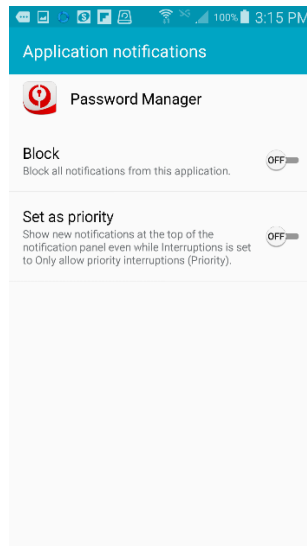 100% 3:15 PM
Application notifications
Password Manager
Block
OFF
Block all notifications from this application.
Set as priority
Show new notifications at the top of the
notification panel even while Interruptions is set
OFF
to Only allow priority interruptions (Priority).